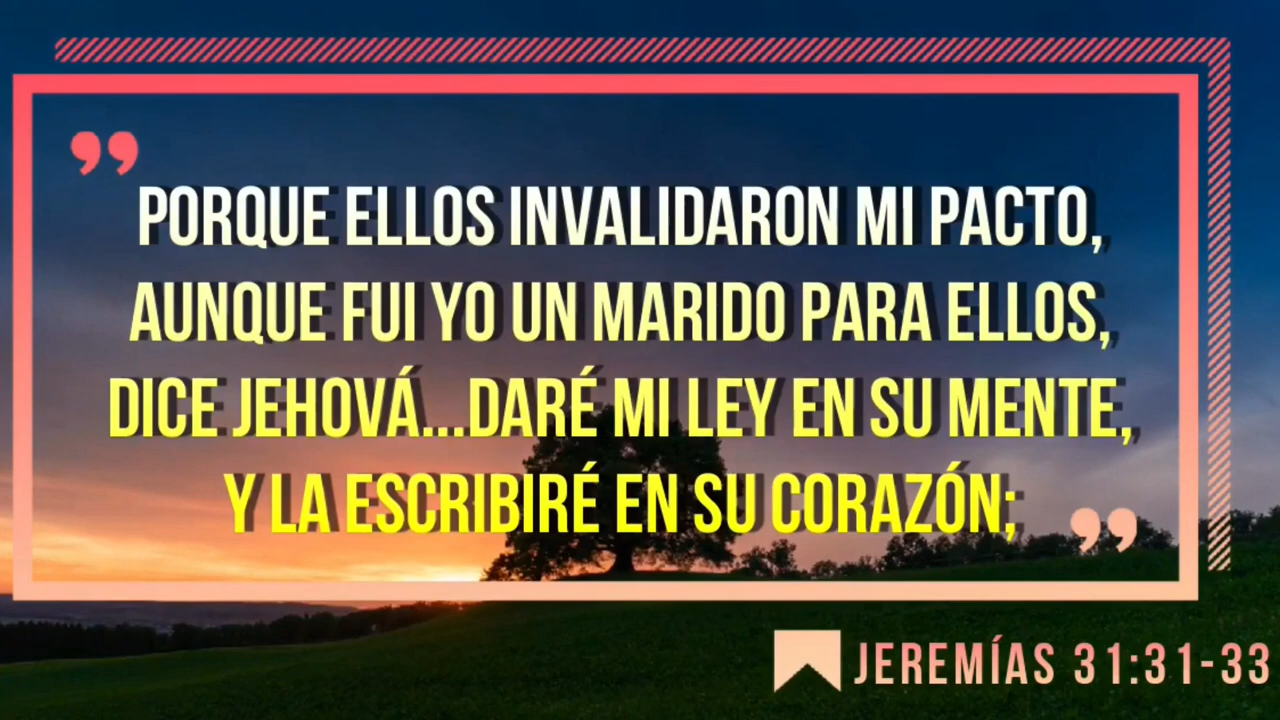 PORQUE ELLOS INVALIDARON MI PACTO,
AUNQUE FUI YO UN MARIDO PARA ELLOS,
DICE JEHOVÁ...DARÉ MI LEY EN SU MENTE,
Y LA ESCRIBIRÉ EN SU CORAZÓN;
JEREMÍAS 31:31-33